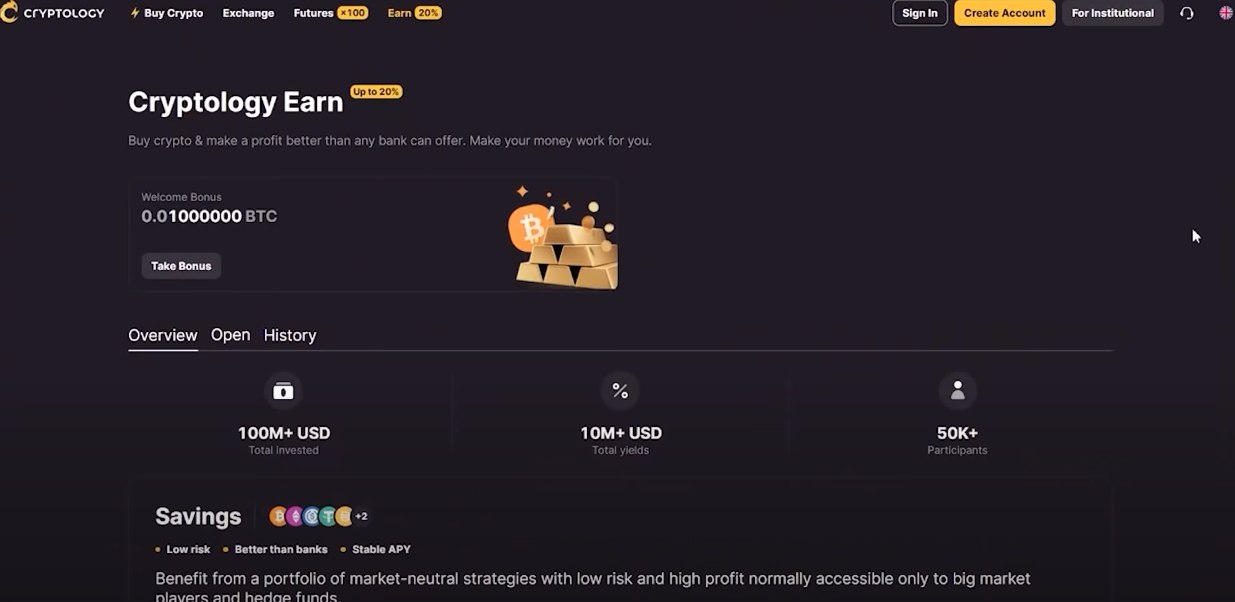 CRYPTOLOGY Buy Crypto Exchange Futures ×100 Earn 20% Sign In Create Account For Institutional
Cryptology Earn Up to 20%
Buy crypto & make a profit better than any bank can offer. Make your money work for you.
Welcome Bonus
0.01000000 BTC
Take Bonus
Overview Open History
100M+ USD 10M+ USD 50K+
Total invested Total yields Participants
Savings +2
• Low risk • Better than banks • Stable APY
Benefit from a portfolio of market-neutral strategies with low risk and high profit normally accessible only to big market
players and hedge funds.